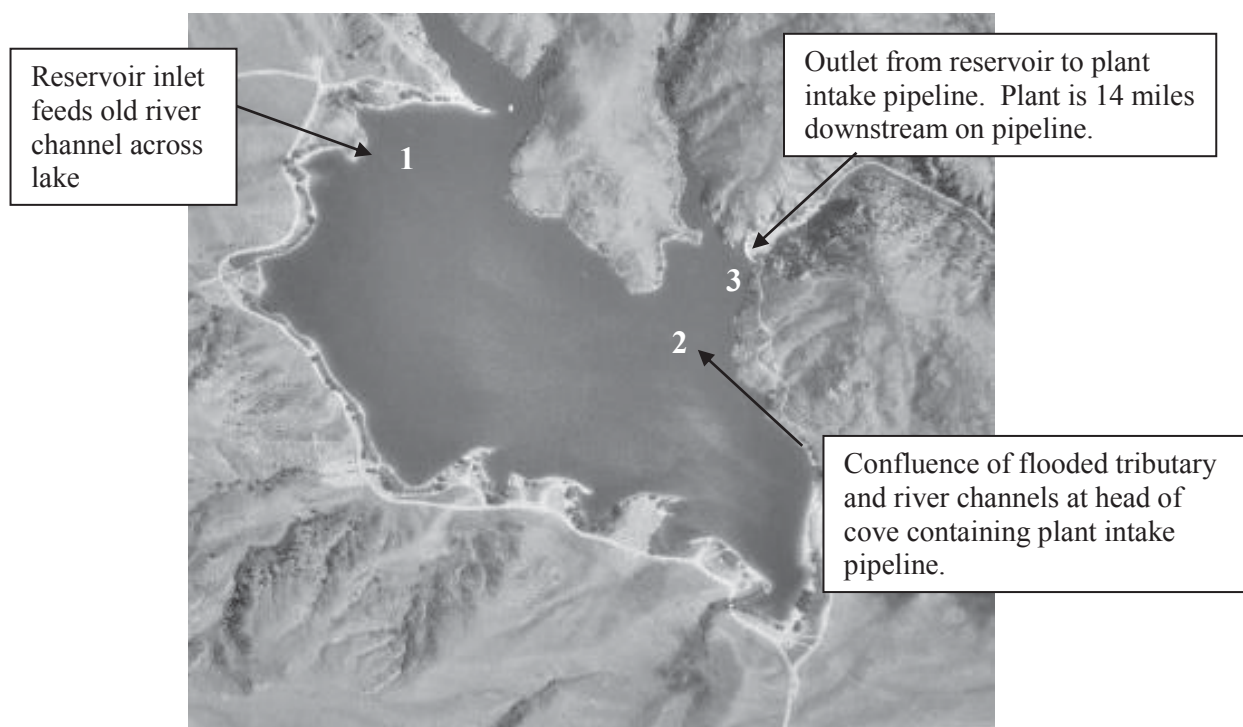 Reservoir inlet
feeds old river
channel across
lake
Outlet from reservoir to plant
intake pipeline.  Plant is 14 miles
downstream on pipeline.
1
3
2
Confluence of flooded tributary
and river channels at head of
cove containing plant intake
pipeline.